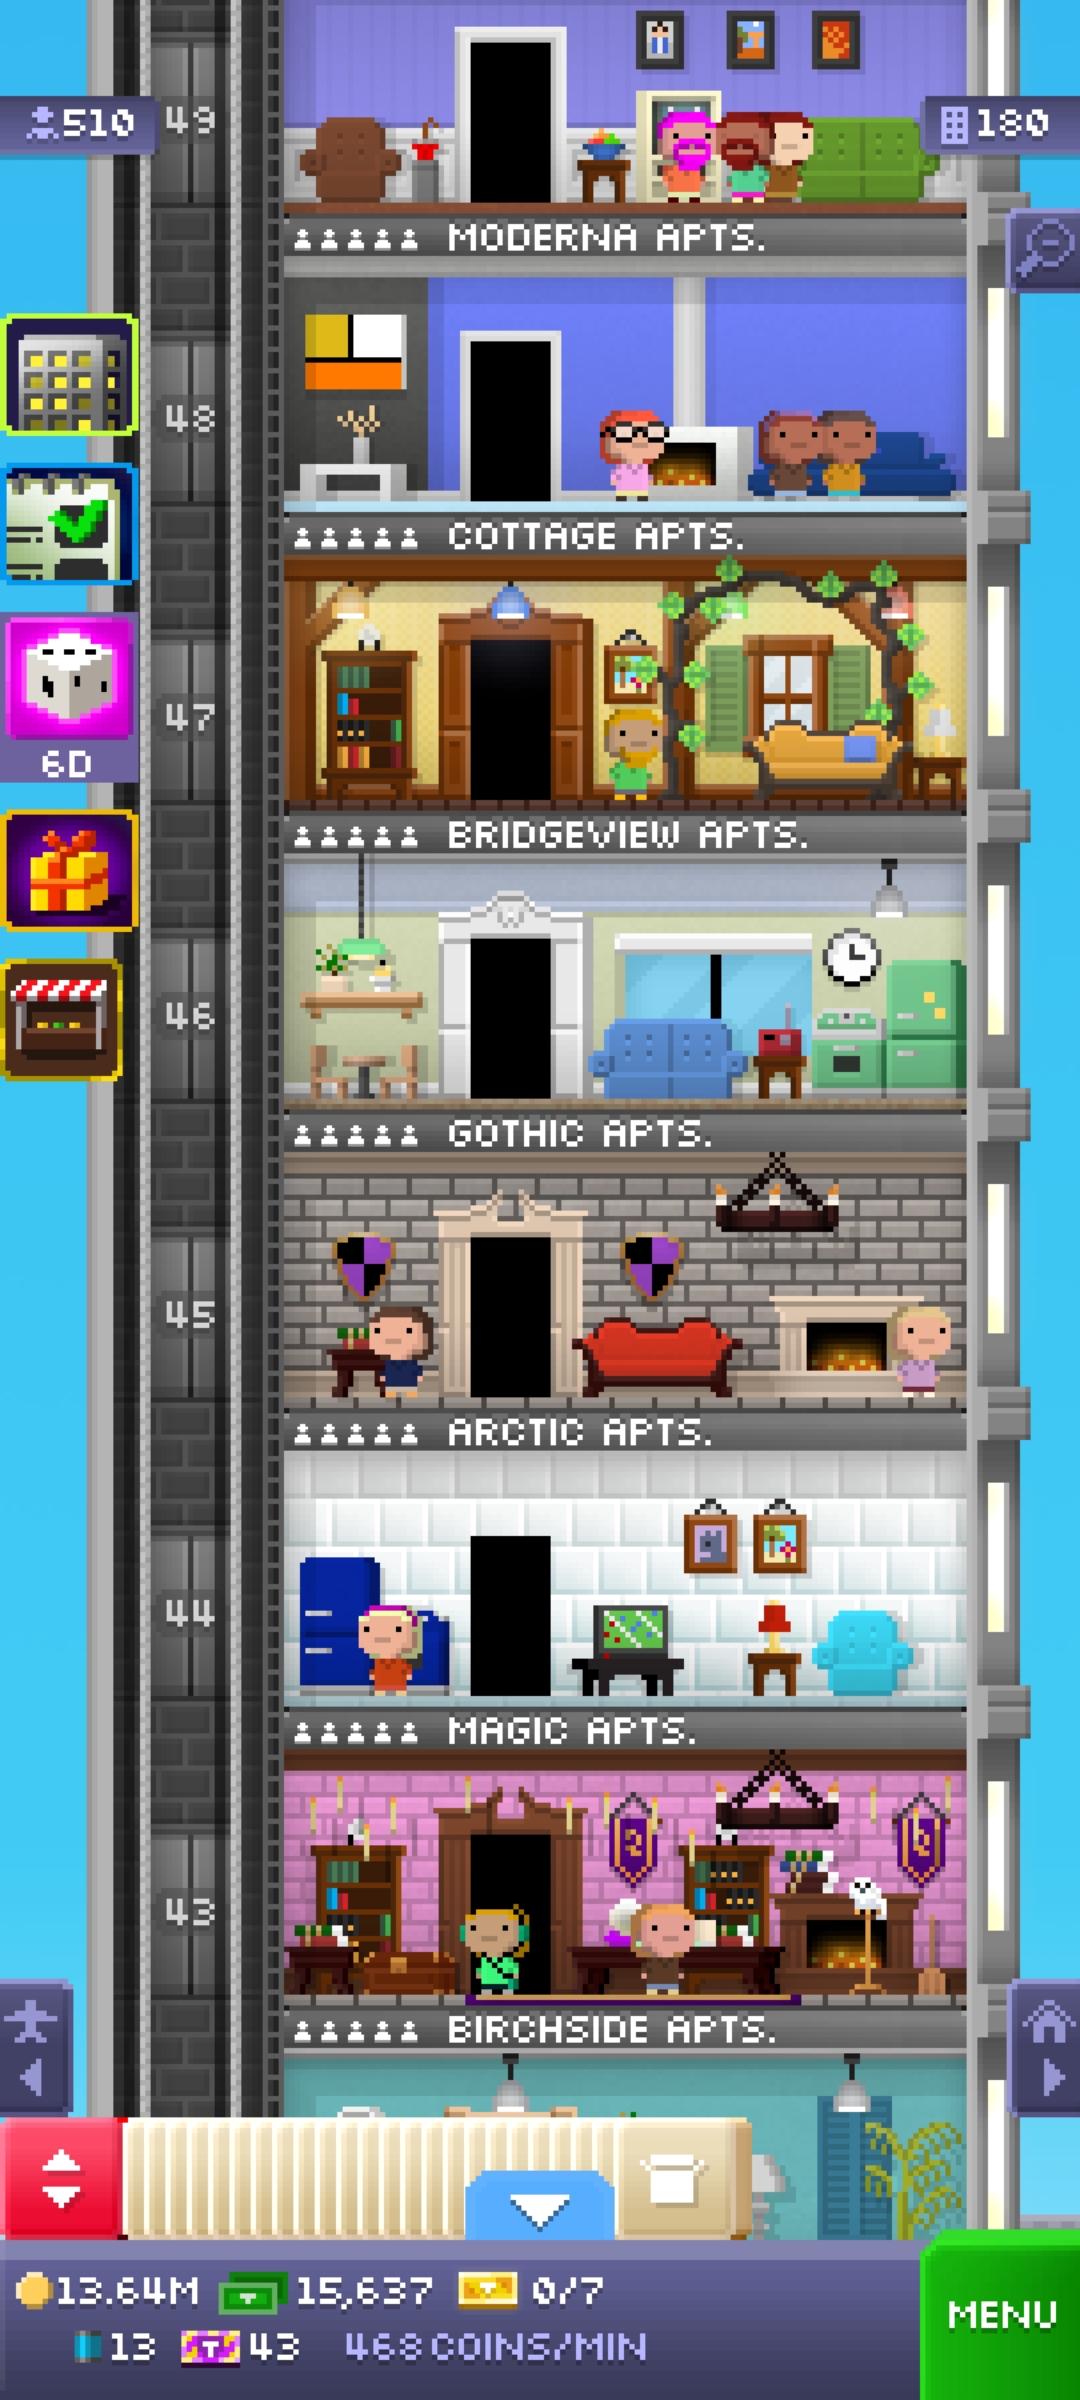 49
510
180
MODERNA APTS.
48
COTTAGE APTS.
47
6D
BRIDGEVIEW APTS.
46
GOTHIC APTS.
45
ARCTIC APTS.
44
MAGIC APTS.
43
BIRCHSIDE APTS.
13.64M 15,637 0/7
MENU
13 43 468 COINS/MIN